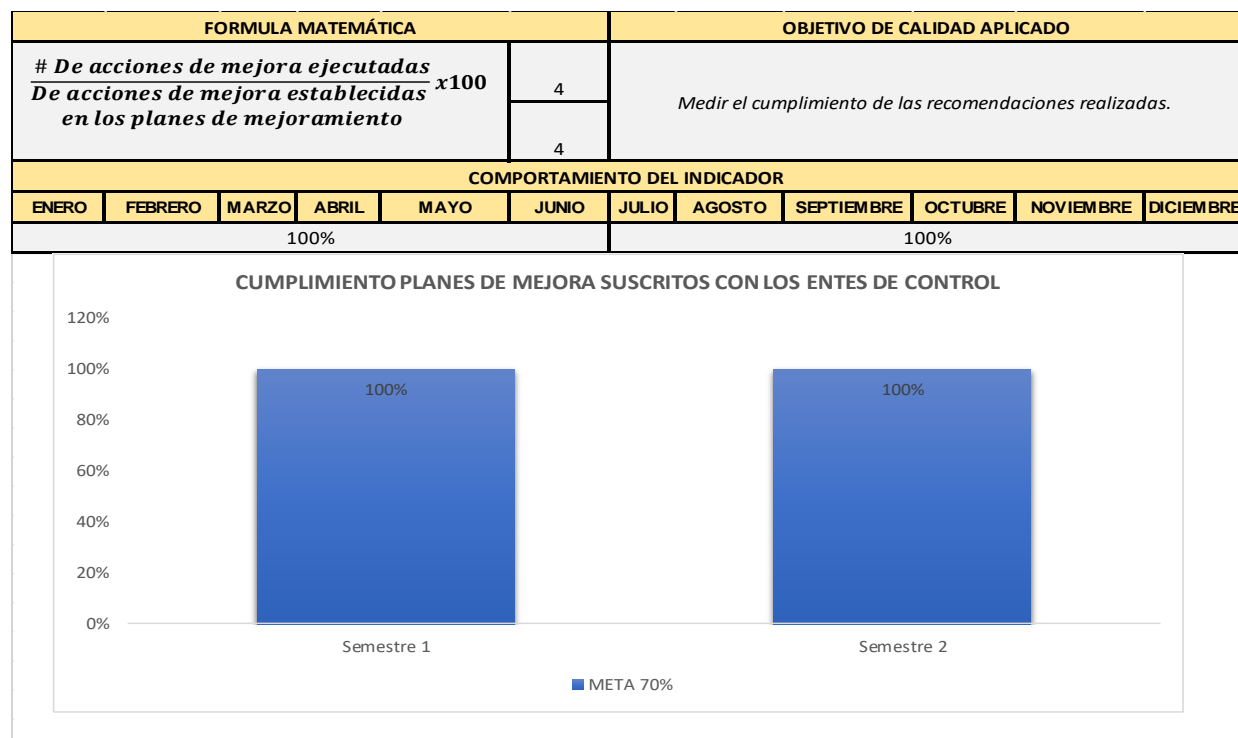 FORMULA MATEMÁTICA
OBJETIVO DE CALIDAD APLICADO
# De acciones de mejora ejecutadas
De acciones de mejora establecidas
en los planes de mejoramiento
x100
4
4
Medir el cumplimiento de las recomendaciones realizadas.
COMPORTAMIENTO DEL INDICADOR
ENERO FEBRERO MARZO ABRIL MAYO JUNIO JULIO AGOSTO SEPTIEMBRE OCTUBRE NOVIEMBRE DICIEMBRE
100% 100%
CUMPLIMIENTO PLANES DE MEJORA SUSCRITOS CON LOS ENTES DE CONTROL
120%
100%
80%
60%
40%
20%
0%
100% 100%
Semestre 1 Semestre 2
META 70%